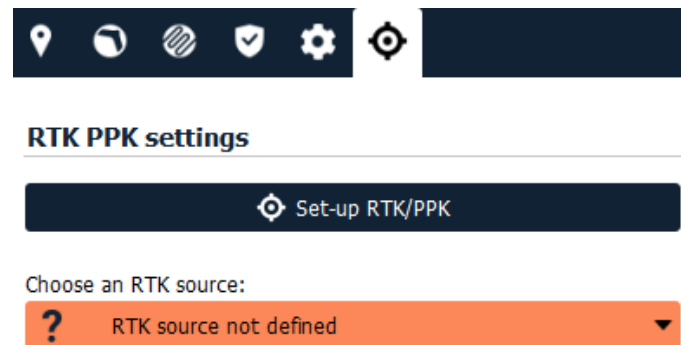 RTK PPK settings
Set-up RTK/PPK
Choose an RTK source:
? RTK source not defined